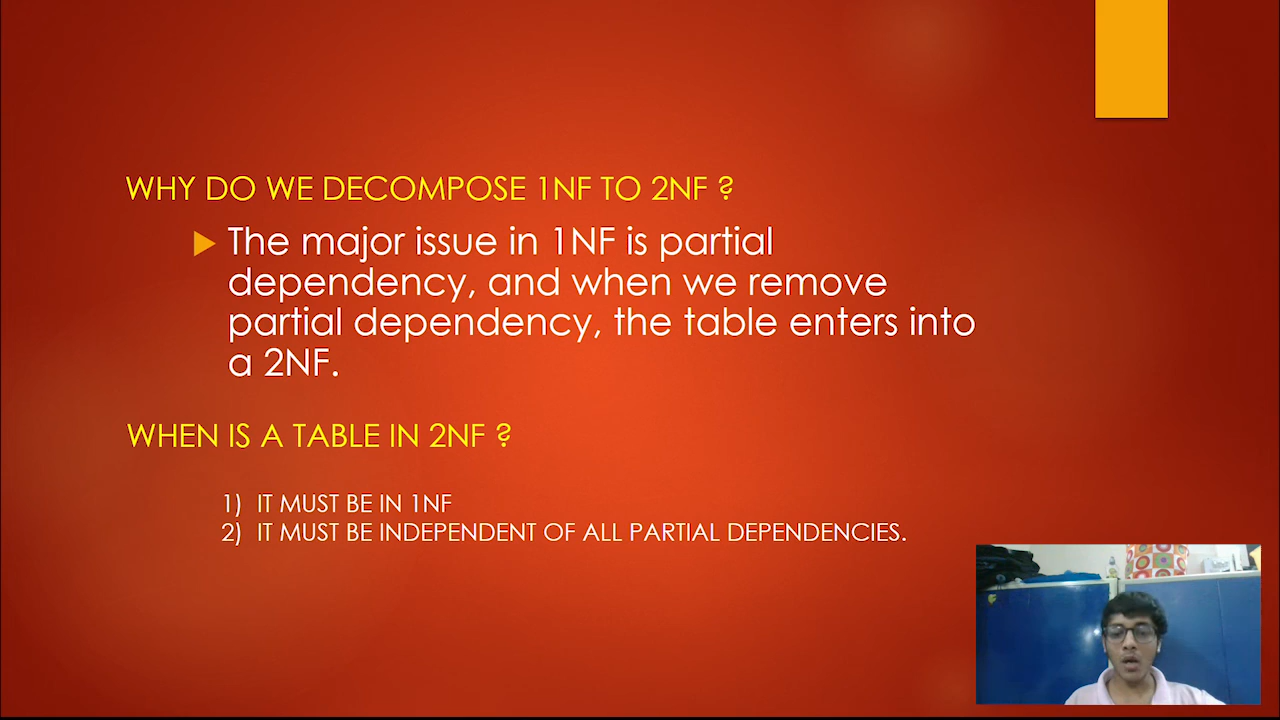 WHY DO WE DECOMPOSE 1NF TO 2NF ?
The major issue in 1NF is partial
dependency, and when we remove
partial dependency, the table enters into
a 2NF.
WHEN IS A TABLE IN 2NF ?
1) IT MUST BE IN 1NF
2) IT MUST BE INDEPENDENT OF ALL PARTIAL DEPENDENCIES.